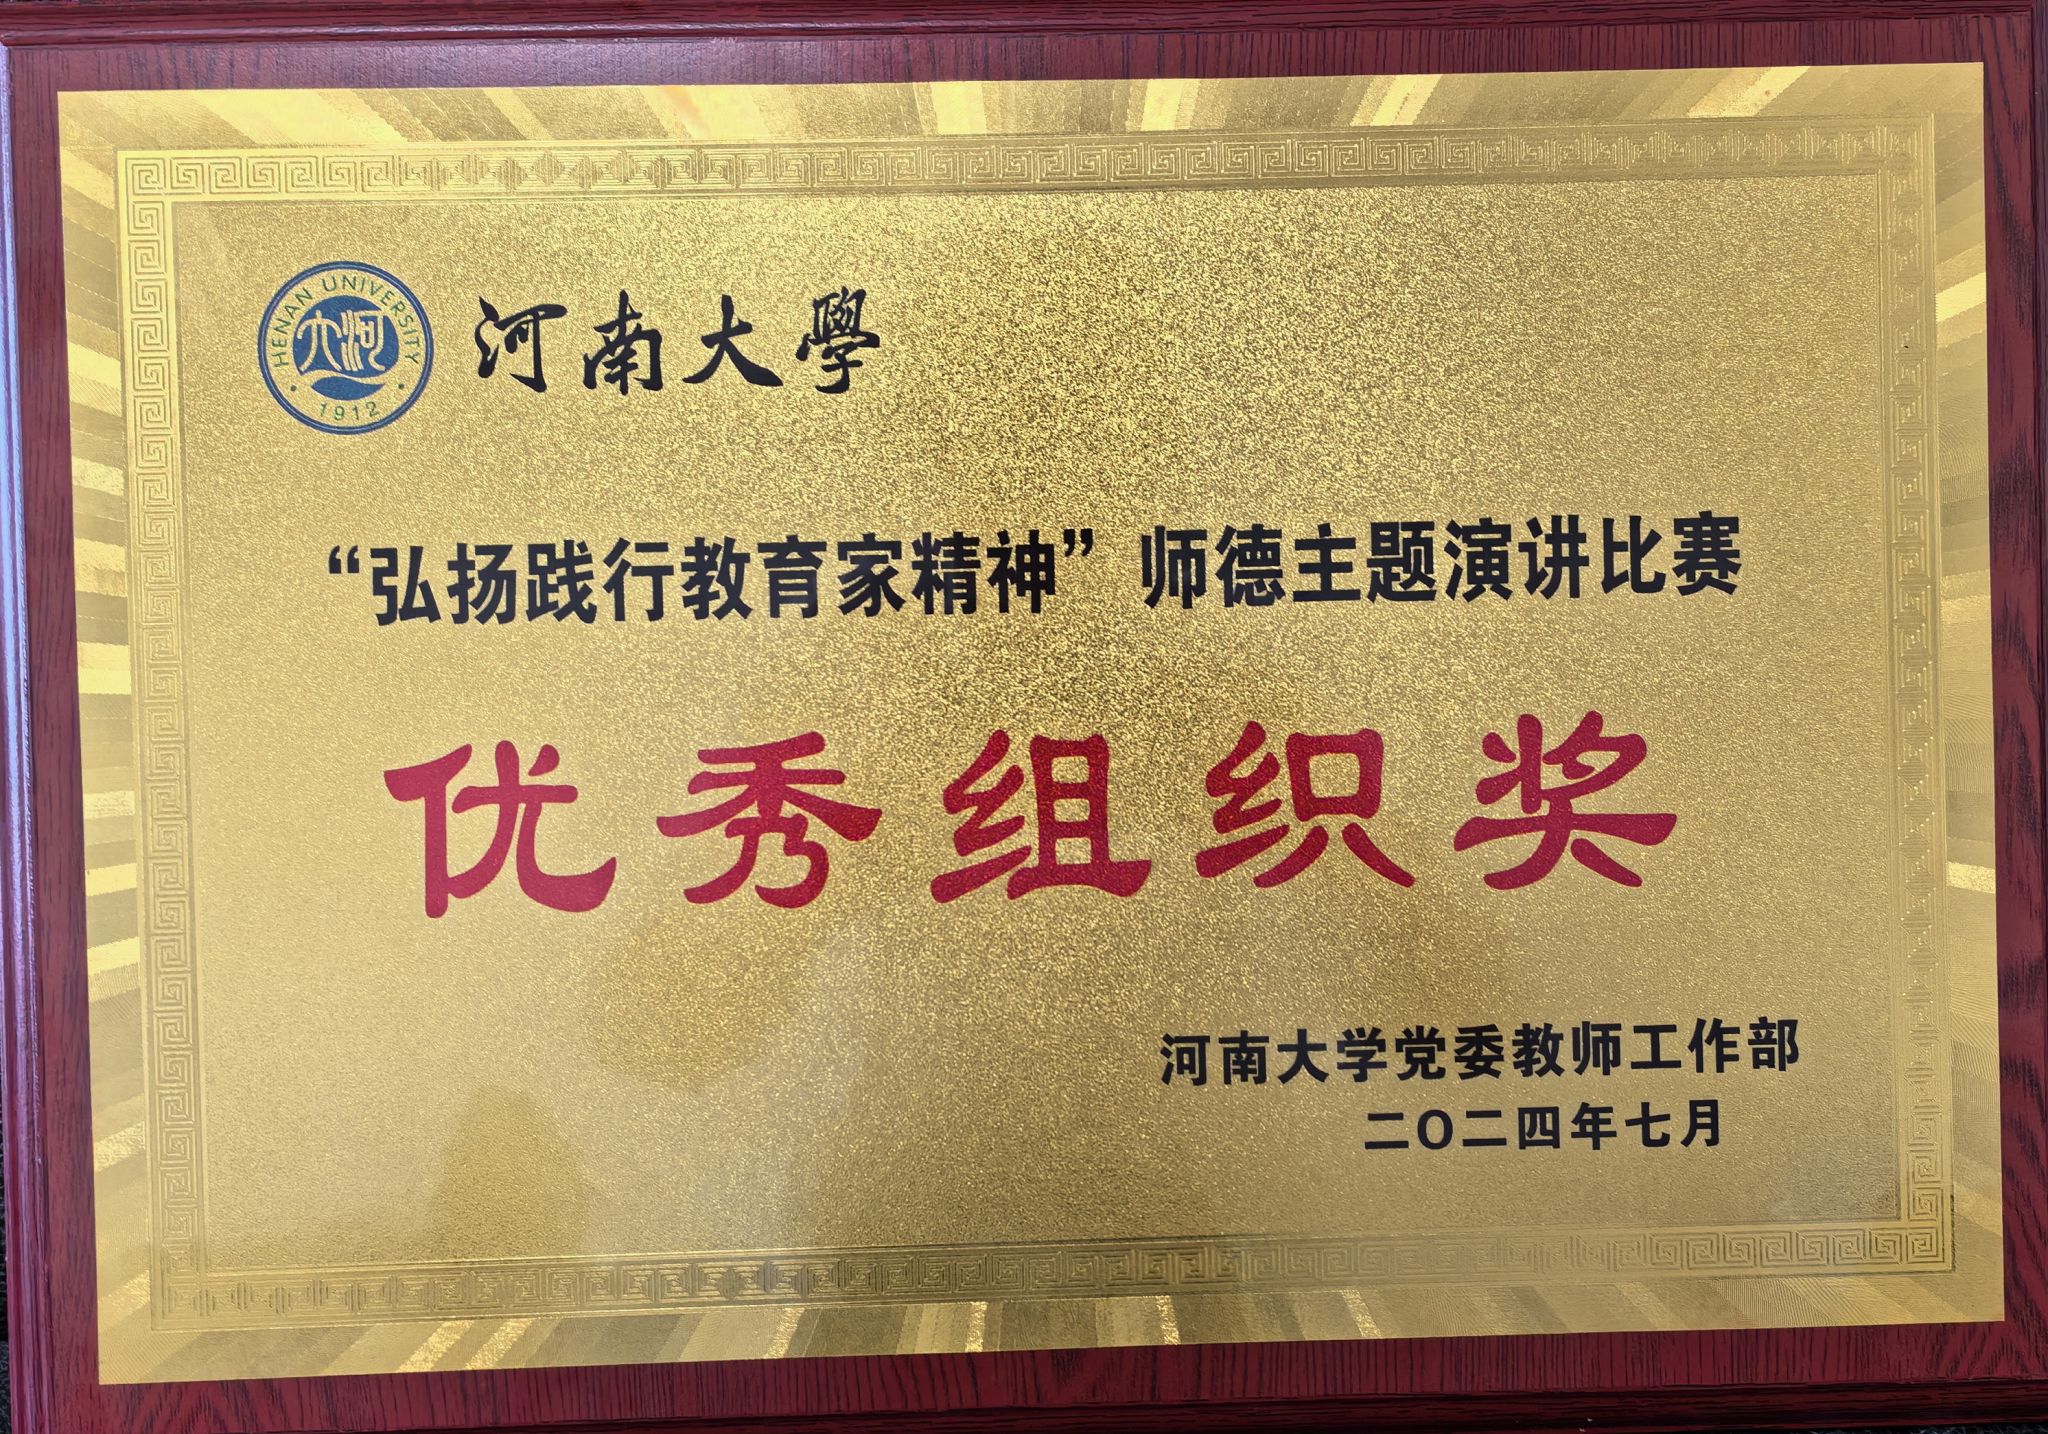 HENAN UNIVERSITY
大河
1912
河南大學
“弘扬践行教育家精神”师德主题演讲比赛
优秀组织奖
河南大学党委教师工作部
二〇二四年七月